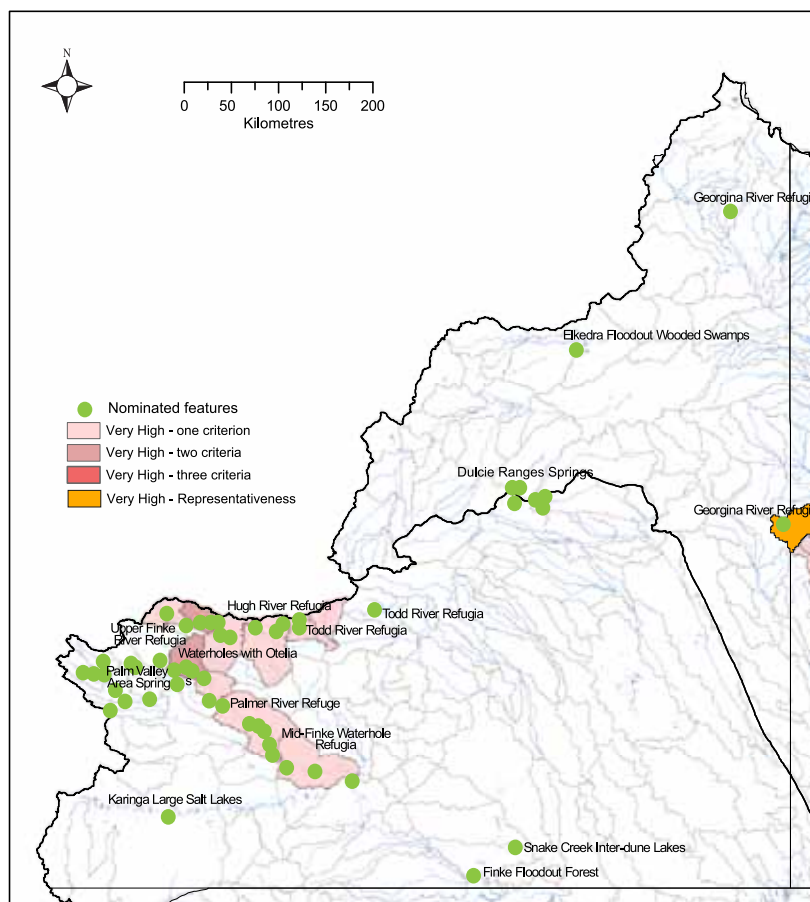 N
0 50 100 150 200
Kilometres
Georgina River Refugi
Elkedra Floodout Wooded Swamps
Nominated features
Very High - one criterion
Very High - two criteria
Very High - three criteria
Very High - Representativeness
Dulcie Ranges Springs
Georgina River Refugi
Hugh River Refugia
Todd River Refugia
Upper Finke
River Refugia
Todd River Refugia
Waterholes with Otelia
Palm Valley
Area Springs
s
Palmer River Refuge
Mid-Finke Waterhole
Refugia
Karinga Large Salt Lakes
Snake Creek Inter-dune Lakes
Finke Floodout Forest